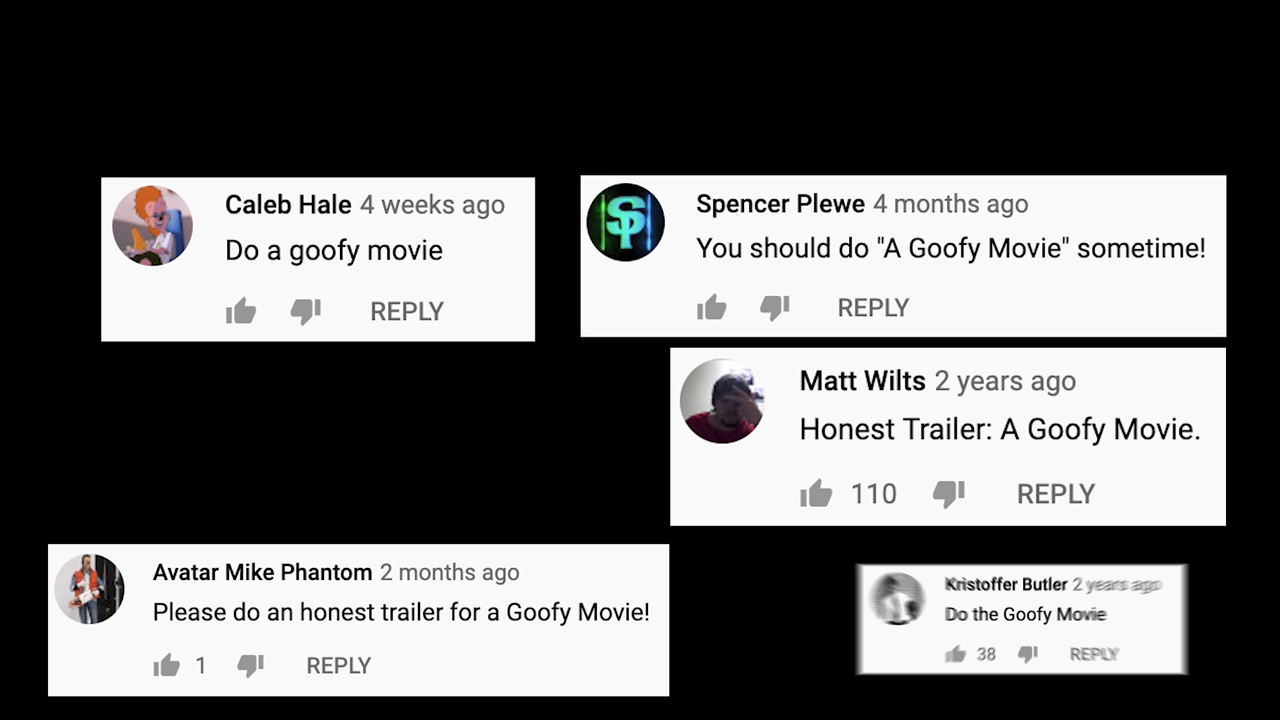 Caleb Hale 4 weeks ago
Do a goofy movie
REPLY
Spencer Plewe 4 months ago
You should do "A Goofy Movie" sometime!
REPLY
Matt Wilts 2 years ago
Honest Trailer: A Goofy Movie.
110 REPLY
Avatar Mike Phantom 2 months ago
Please do an honest trailer for a Goofy Movie!
1 REPLY
Kristoffer Butler 2 years ago
Do the Goofy Movie
38 REPLY